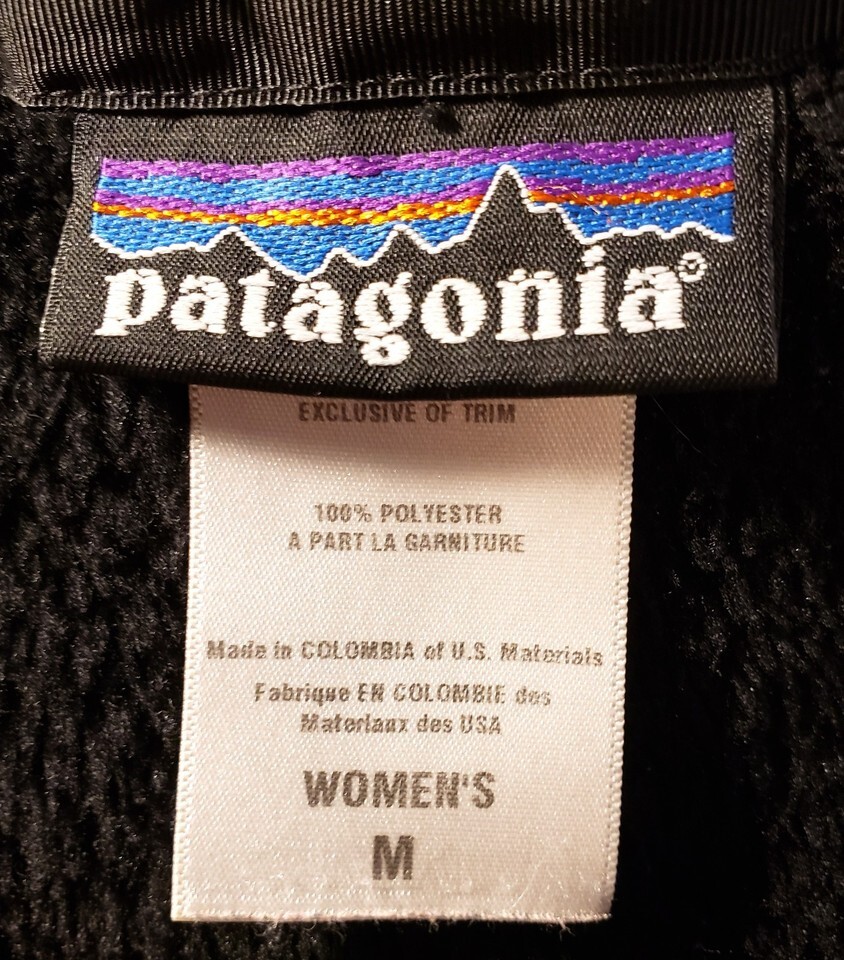 patagonia®
EXCLUSIVE OF TRIM
100% POLYESTER
A PART LA GARNITURE
Made in COLOMBIA of U.S. Materials
Fabrique EN COLOMBIE des
Materiaux des USA
WOMEN'S
M